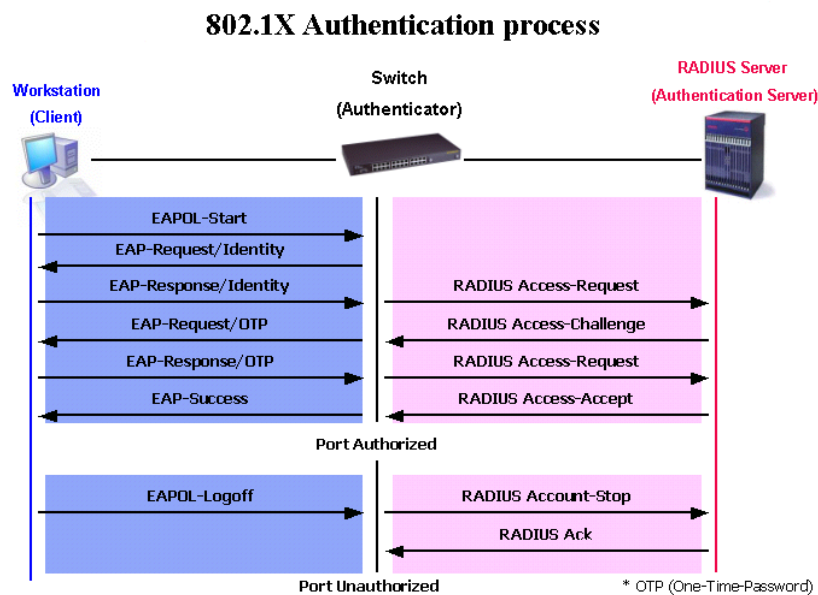 802.1X Authentication process
Workstation
(Client)
Switch
(Authenticator)
RADIUS Server
(Authentication Server)
EAPOL-Start
EAP-Request/Identity
EAP-Response/Identity
RADIUS Access-Request
EAP-Request/OTP
RADIUS Access-Challenge
EAP-Response/OTP
RADIUS Access-Request
EAP-Success
RADIUS Access-Accept
Port Authorized
EAPOL-Logoff
RADIUS Account-Stop
RADIUS Ack
Port Unauthorized
* OTP (One-Time-Password)